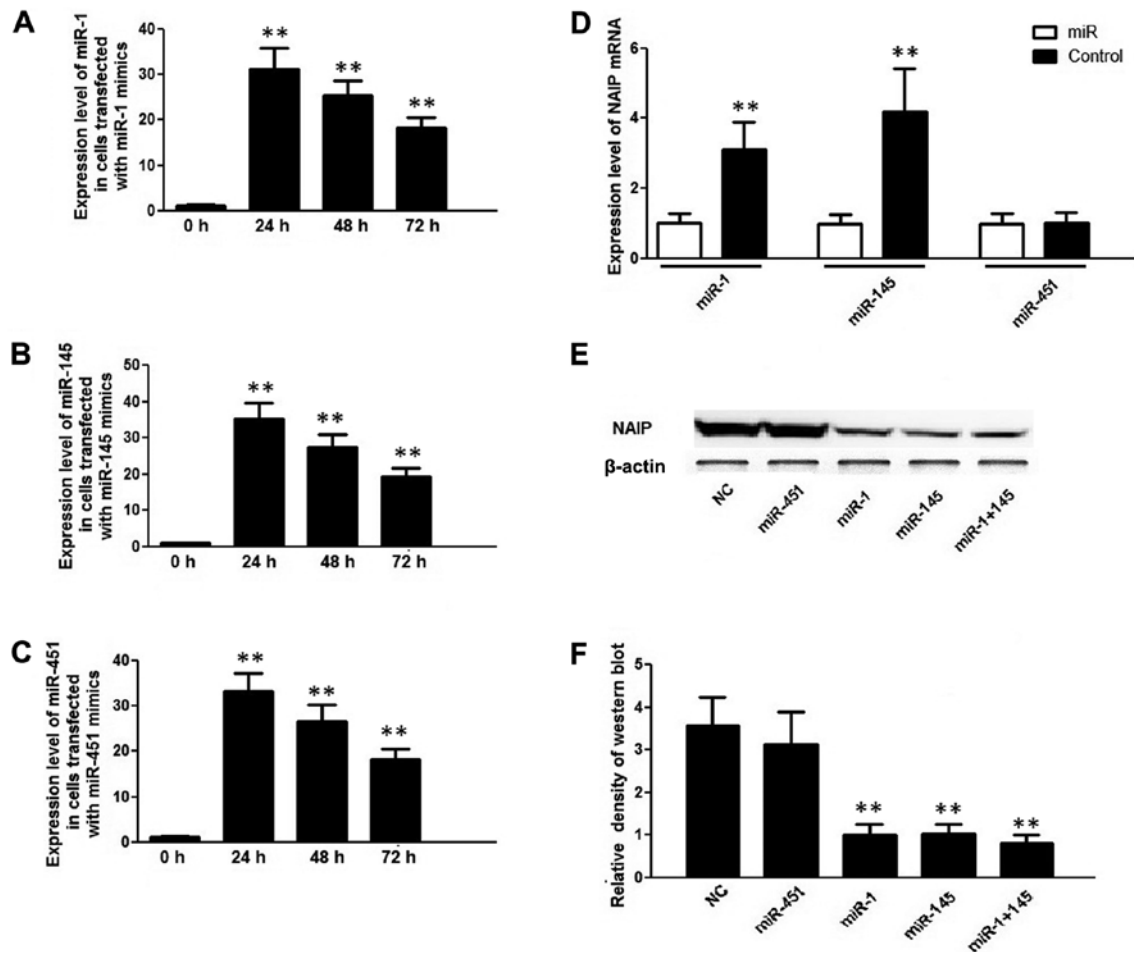 A
Expression level of miR-1
in cells transfected
with miR-1 mimics
40
30
20
10
0
**
**
**
0 h 24 h 48 h 72 h
B
Expression level of miR-145
in cells transfected
with miR-145 mimics
50
40
30
20
10
0
**
**
**
0 h 24 h 48 h 72 h
C
Expression level of miR-451
in cells transfected
with miR-451 mimics
40
30
20
10
0
**
**
**
0 h 24 h 48 h 72 h
D
Expression level of NAIP mRNA
8
6
4
2
0
miR
Control
**
**
miR-1 miR-145 miR-451
E
NAIP
β-actin
NC miR-451 miR-1 miR-145 miR-1+145
F
Relative density of western blot
5
4
3
2
1
0
**
**
**
NC miR-451 miR-1 miR-145 miR-1+145